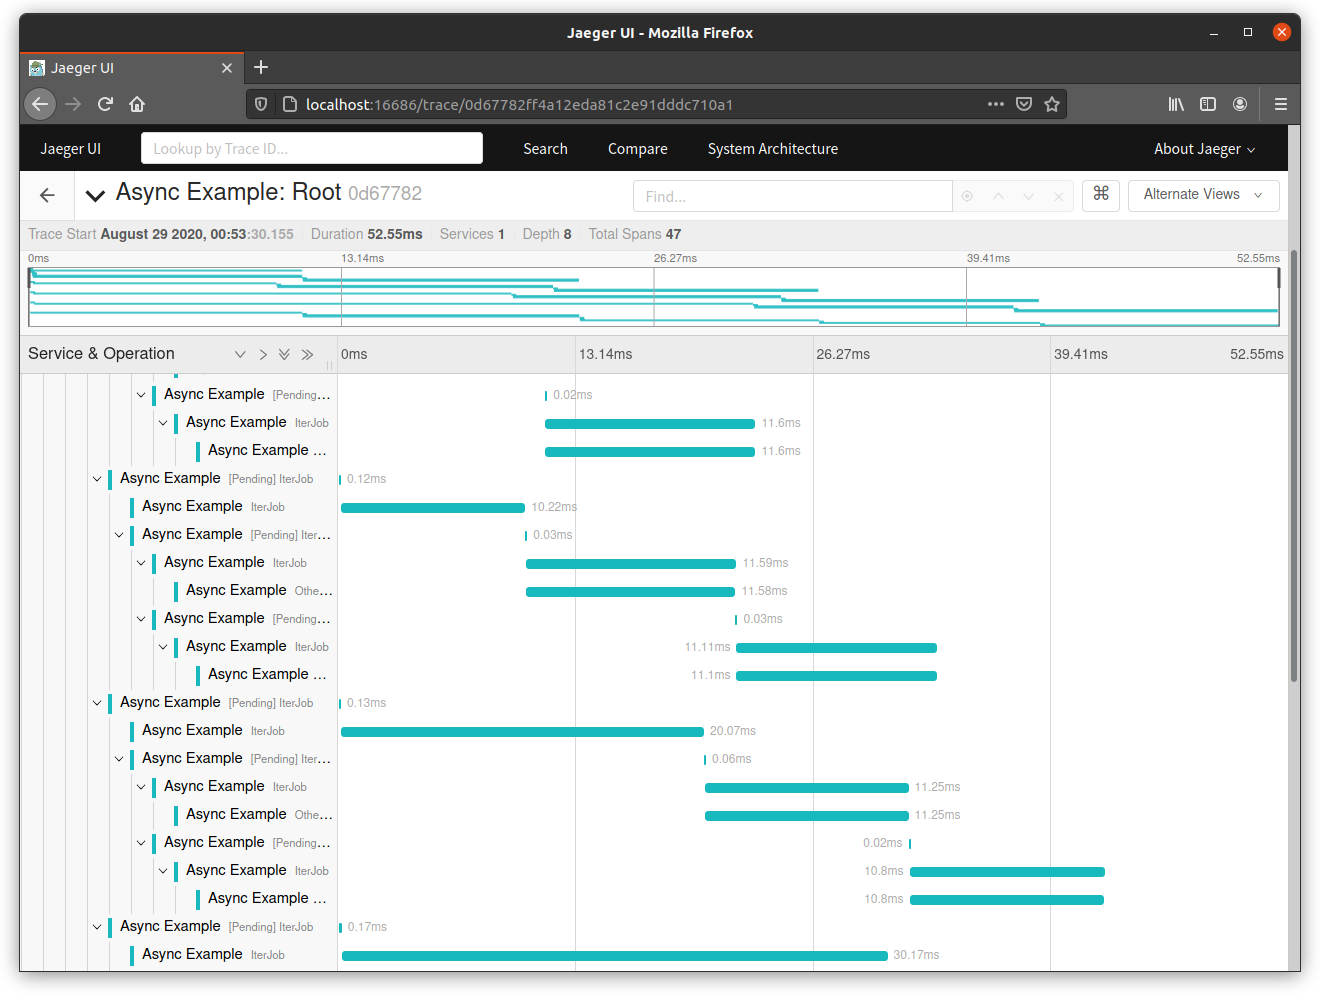 Jaeger UI - Mozilla Firefox
Jaeger UI
localhost:16686/trace/0d67782ff4a12eda81c2e91dddc710a1
Jaeger UI Lookup by Trace ID... Search Compare System Architecture About Jaeger
Async Example: Root 0d67782 Find... Alternate Views
Trace Start August 29 2020, 00:53:30.155 Duration 52.55ms Services 1 Depth 8 Total Spans 47
0ms 13.14ms 26.27ms 39.41ms 52.55ms
Service & Operation 0ms 13.14ms 26.27ms 39.41ms 52.55ms
Async Example [Pending... 0.02ms
Async Example IterJob 11.6ms
Async Example ... 11.6ms
Async Example [Pending] IterJob 0.12ms
Async Example IterJob 10.22ms
Async Example [Pending] Iter... 0.03ms
Async Example IterJob 11.59ms
Async Example Othe... 11.58ms
Async Example [Pending... 0.03ms
Async Example IterJob 11.11ms
Async Example ... 11.1ms
Async Example [Pending] IterJob 0.13ms
Async Example IterJob 20.07ms
Async Example [Pending] Iter... 0.06ms
Async Example IterJob 11.25ms
Async Example Othe... 11.25ms
Async Example [Pending... 0.02ms
Async Example IterJob 10.8ms
Async Example ... 10.8ms
Async Example [Pending] IterJob 0.17ms
Async Example IterJob 30.17ms